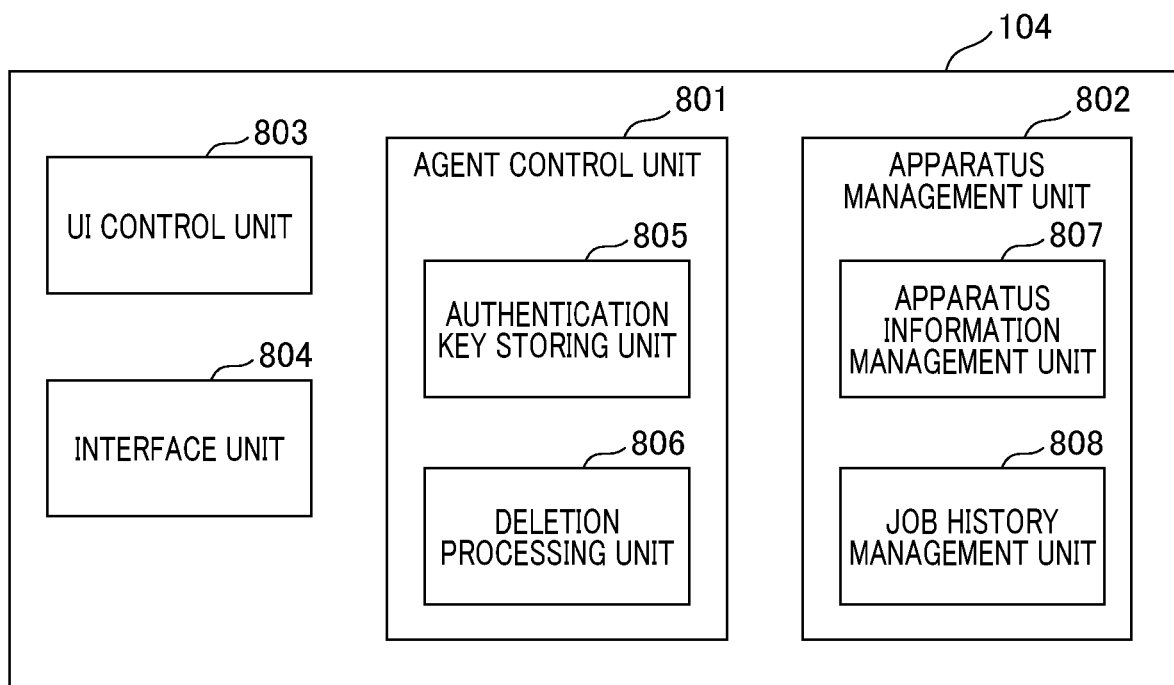 104
803
UI CONTROL UNIT
804
INTERFACE UNIT
801
AGENT CONTROL UNIT
805
AUTHENTICATION
KEY STORING UNIT
806
DELETION
PROCESSING UNIT
802
APPARATUS
MANAGEMENT UNIT
807
APPARATUS
INFORMATION
MANAGEMENT UNIT
808
JOB HISTORY
MANAGEMENT UNIT